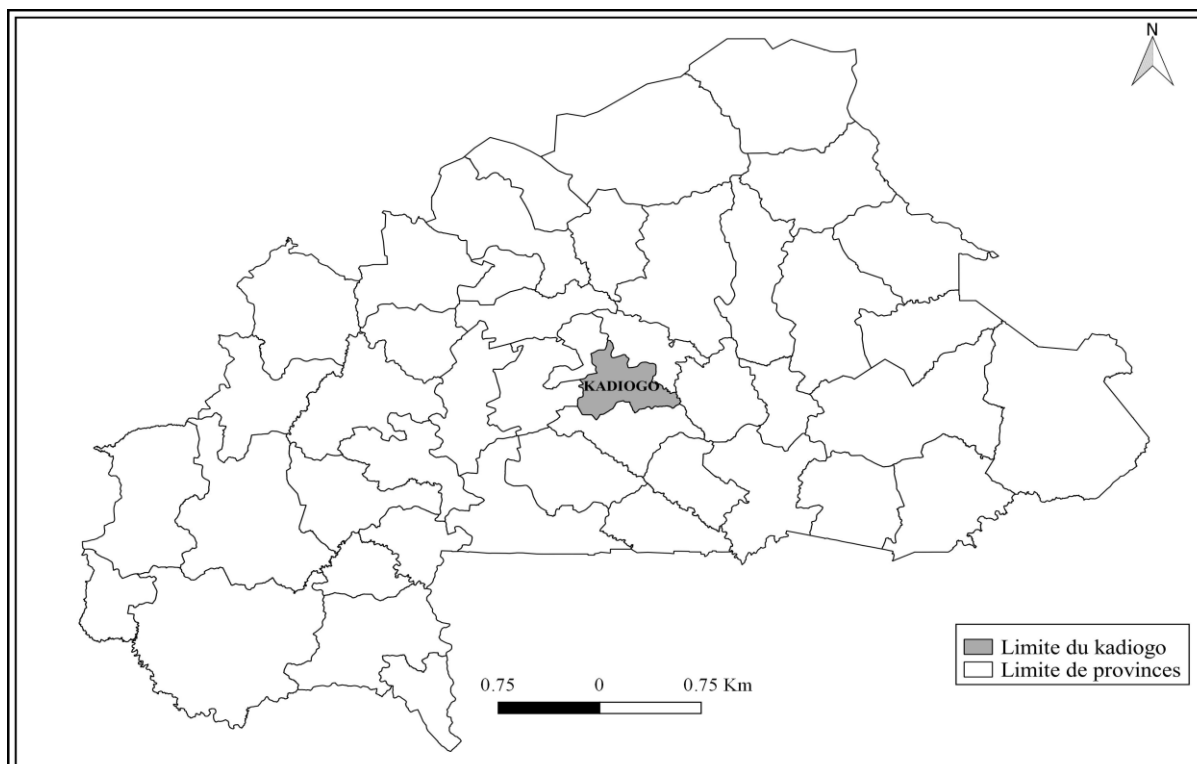 N
KADIOGO
Limite du kadiogo
Limite de provinces
0.75 0 0.75 Km